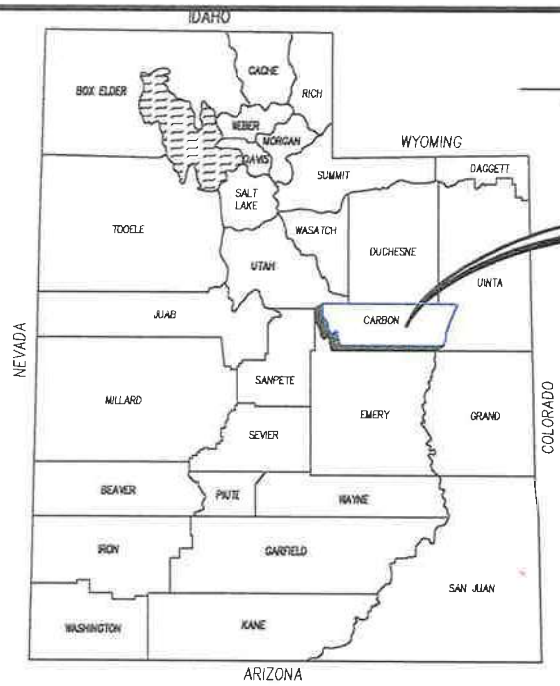 IDAHO
CACHE
BOX ELDER
RICH
WEBER
MORGAN
WYOMING
DAVIS
SUMMIT
DAGGETT
SALT
LAKE
TOOELE
WASATCH
DUCHESNE
UTAH
UINTA
JUAB
CARBON
NEVADA
SANPETE
MILLARD
EMERY
GRAND
COLORADO
SEVIER
BEAVER
PIUTE
WAYNE
IRON
GARFIELD
SAN JUAN
WASHINGTON
KANE
ARIZONA